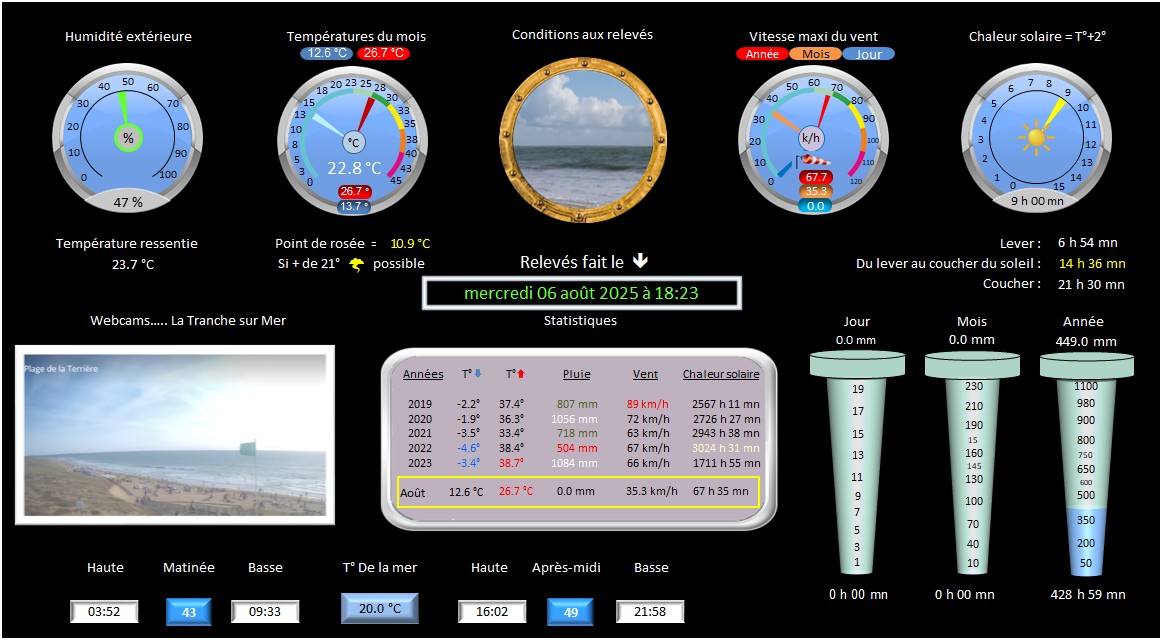 Humidité extérieure
Températures du mois
12.6 °C 26.7 °C
Conditions aux relevés
Vitesse maxi du vent
Année Mois Jour
Chaleur solaire = T°+2°
0 10 20 30 40 50 60 70 80 90 100
%
47 %
0 3 5 8 10 13 15 18 20 23 25 28 30 33 35 38 40 43 45
°C
22.8 °C
26.7 °
13.7 °
0 10 20 30 40 50 60 70 80 90 100 110 120
k/h
67.7
35.3
0.0
0 1 2 3 4 5 6 7 8 9 10 11 12 13 14 15
9 h 00 mn
Température ressentie
23.7 °C
Point de rosée = 10.9 °C
Si + de 21° possible
Relevés fait le
mercredi 06 août 2025 à 18:23
Lever : 6 h 54 mn
Du lever au coucher du soleil : 14 h 36 mn
Coucher : 21 h 30 mn
Webcams..... La Tranche sur Mer
Plage de la Terrière
Statistiques
Années T° T° Pluie Vent Chaleur solaire
2019 -2.2° 37.4° 807 mm 89 km/h 2567 h 11 mn
2020 -1.9° 36.3° 1056 mm 72 km/h 2726 h 27 mn
2021 -3.5° 33.4° 718 mm 63 km/h 2943 h 38 mn
2022 -4.6° 38.4° 504 mm 67 km/h 3024 h 31 mn
2023 -3.4° 38.7° 1084 mm 66 km/h 1711 h 55 mn
Août 12.6 °C 26.7 °C 0.0 mm 35.3 km/h 67 h 35 mn
Jour
0.0 mm
19
17
15
13
11
9
7
5
3
1
0 h 00 mn
Mois
0.0 mm
230
210
190
15
160
145
130
100
70
40
10
0 h 00 mn
Année
449.0 mm
1100
980
900
800
750
650
600
500
350
200
50
428 h 59 mn
Haute Matinée Basse
03:52 43 09:33
T° De la mer
20.0 °C
Haute Après-midi Basse
16:02 49 21:58